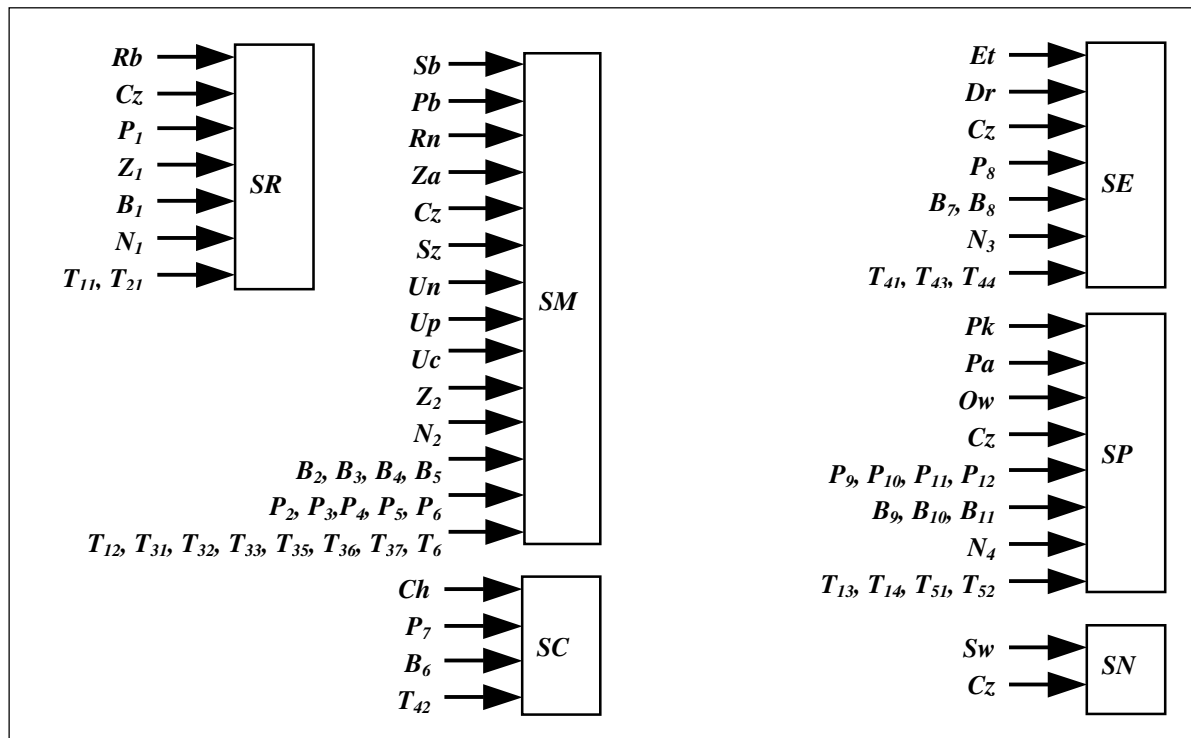 Rb
Cz
P₁
Z₁
B₁
N₁
T₁₁, T₂₁
SR
Sb
Pb
Rn
Za
Cz
Sz
Un
Up
Uc
Z₂
N₂
B₂, B₃, B₄, B₅
P₂, P₃,P₄, P₅, P₆
T₁₂, T₃₁, T₃₂, T₃₃, T₃₅, T₃₆, T₃₇, T₆
SM
Ch
P₇
B₆
T₄₂
SC
Et
Dr
Cz
P₈
B₇, B₈
N₃
T₄₁, T₄₃, T₄₄
SE
Pk
Pa
Ow
Cz
P₉, P₁₀, P₁₁, P₁₂
B₉, B₁₀, B₁₁
N₄
T₁₃, T₁₄, T₅₁, T₅₂
SP
Sw
Cz
SN